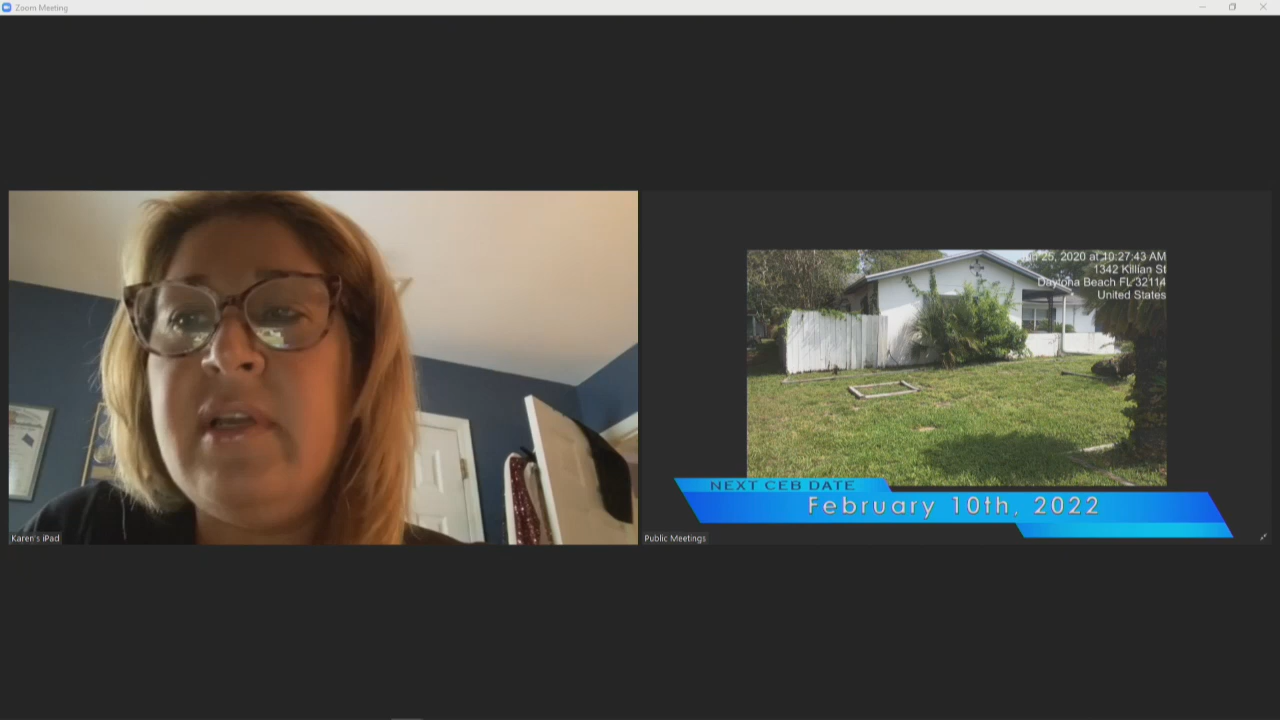 Zoom Meeting
Jun 25, 2020 at 10:27:43 AM
1342 Killian St
Daytona Beach FL 32114
United States
NEXT CEB DATE
February 10th, 2022
Karen's iPad
Public Meetings